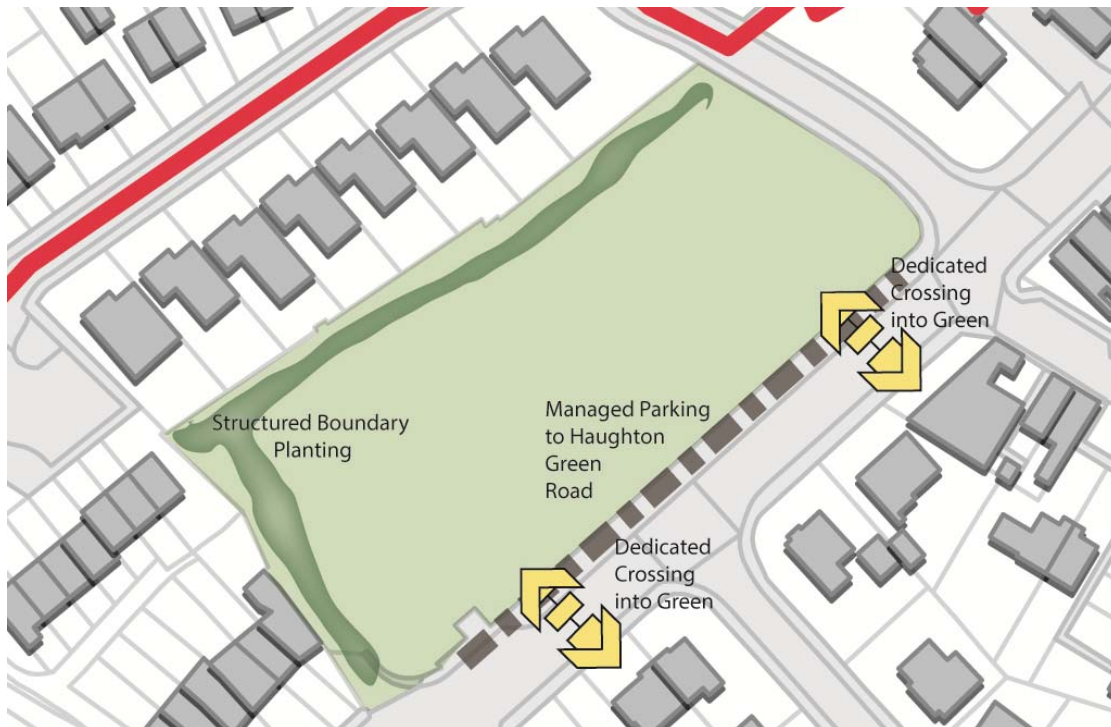 Dedicated
Crossing
into Green
Structured Boundary
Planting
Managed Parking
to Haughton
Green
Road
Dedicated
Crossing
into Green